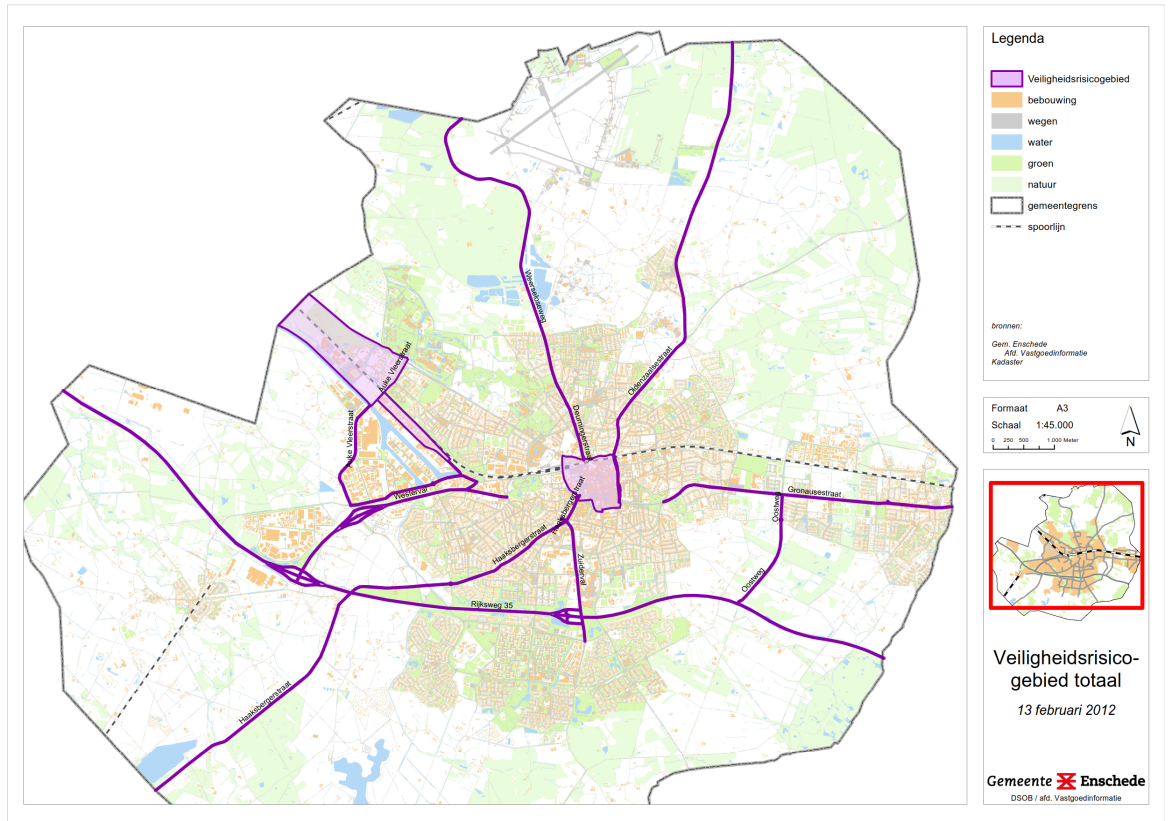 Weerseloseweg
Oldenzaalsestraat
Deurningerstraat
Auke Vleerstraat
Auke Vleerstraat
Westerval
Haaksbergerstraat
Haaksbergerstraat
Zuiderval
Gronausestraat
Oostweg
Oostweg
Rijksweg 35
Haaksbergerstraat
Legenda
Veiligheidsrisicogebied
bebouwing
wegen
water
groen
natuur
gemeentegrens
spoorlijn
bronnen:
Gem. Enschede
Afd. Vastgoedinformatie
Kadaster
Formaat A3
Schaal 1:45.000
0 250 500 1.000 Meter
N
Veiligheidsrisico-
gebied totaal
13 februari 2012
Gemeente Enschede
DSOB / afd. Vastgoedinformatie